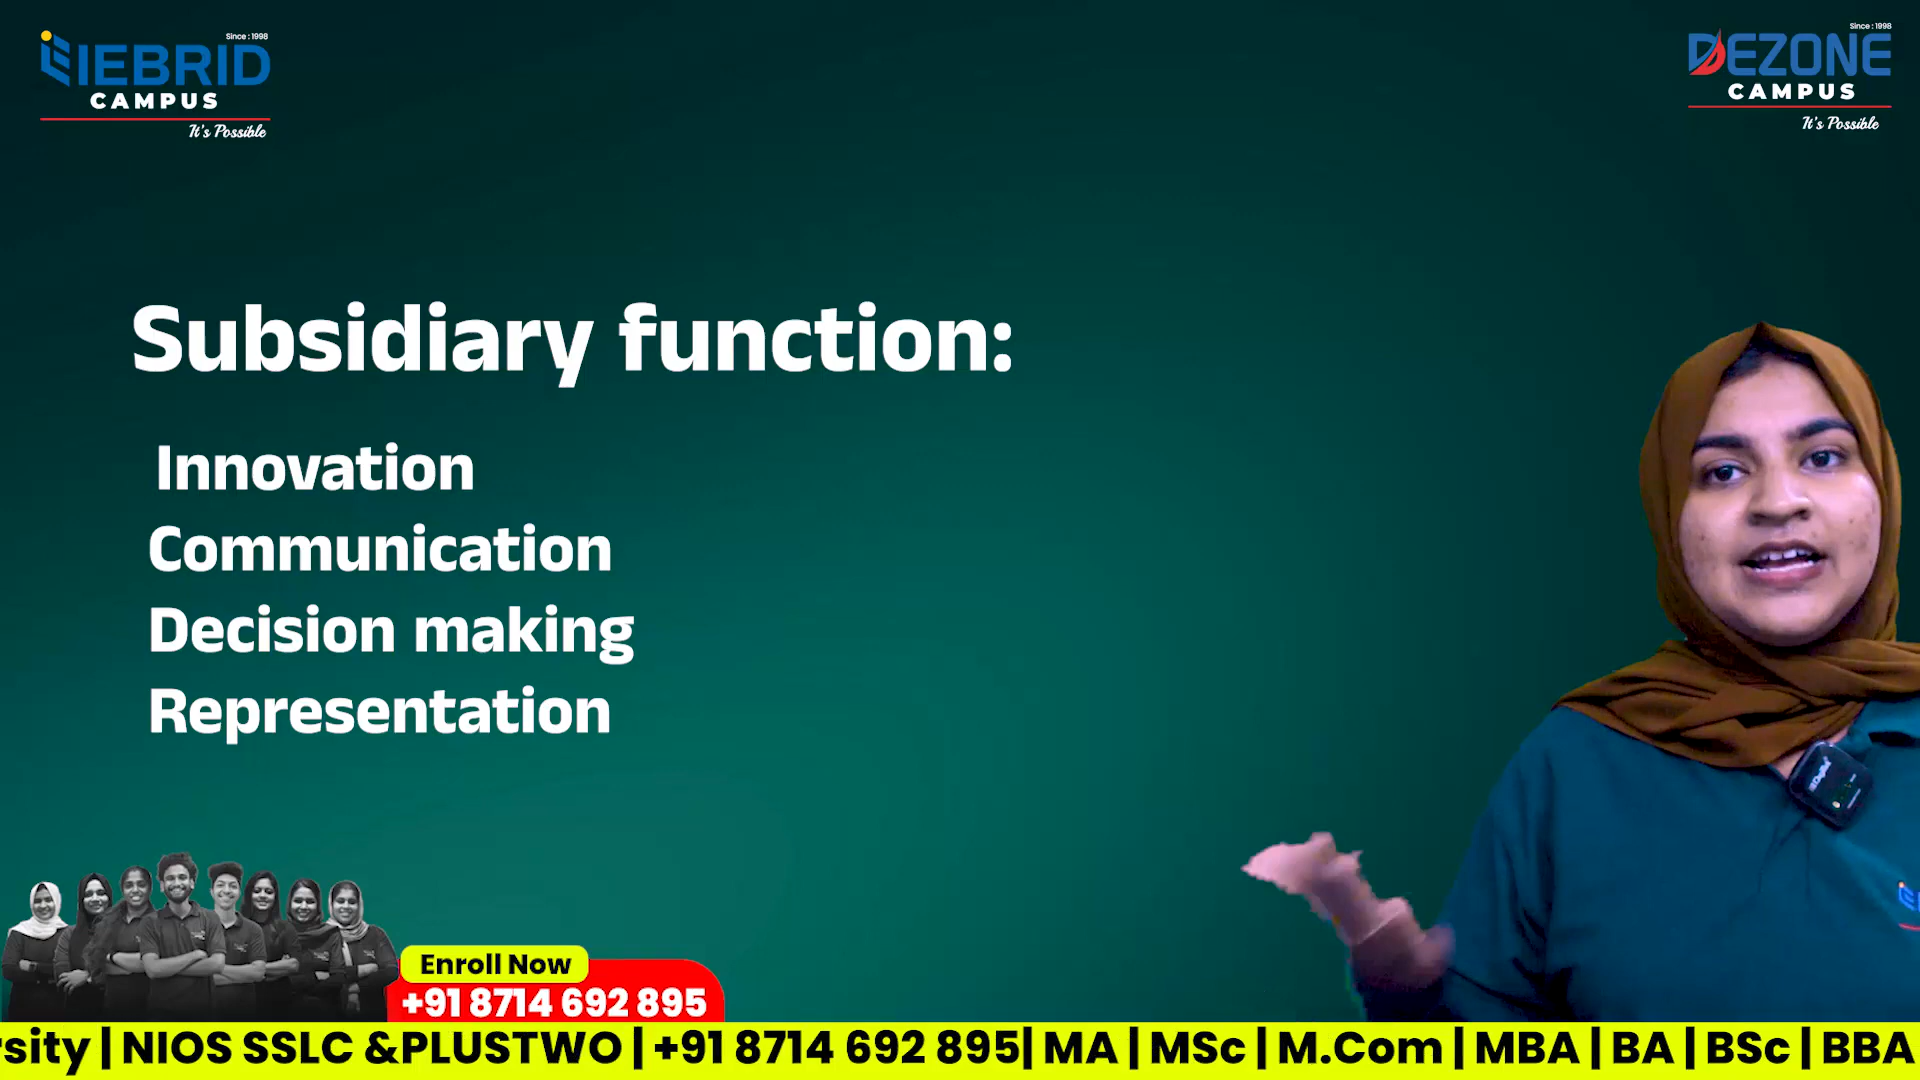 Since : 1998
IEBRID
CAMPUS
It's Possible
Since : 1998
DEZONE
CAMPUS
It's Possible
Subsidiary function:
Innovation
Communication
Decision making
Representation
Enroll Now
+91 8714 692 895
rsity | NIOS SSLC &PLUSTWO | +91 8714 692 895| MA | MSc | M.Com | MBA | BA | BSc | BBA